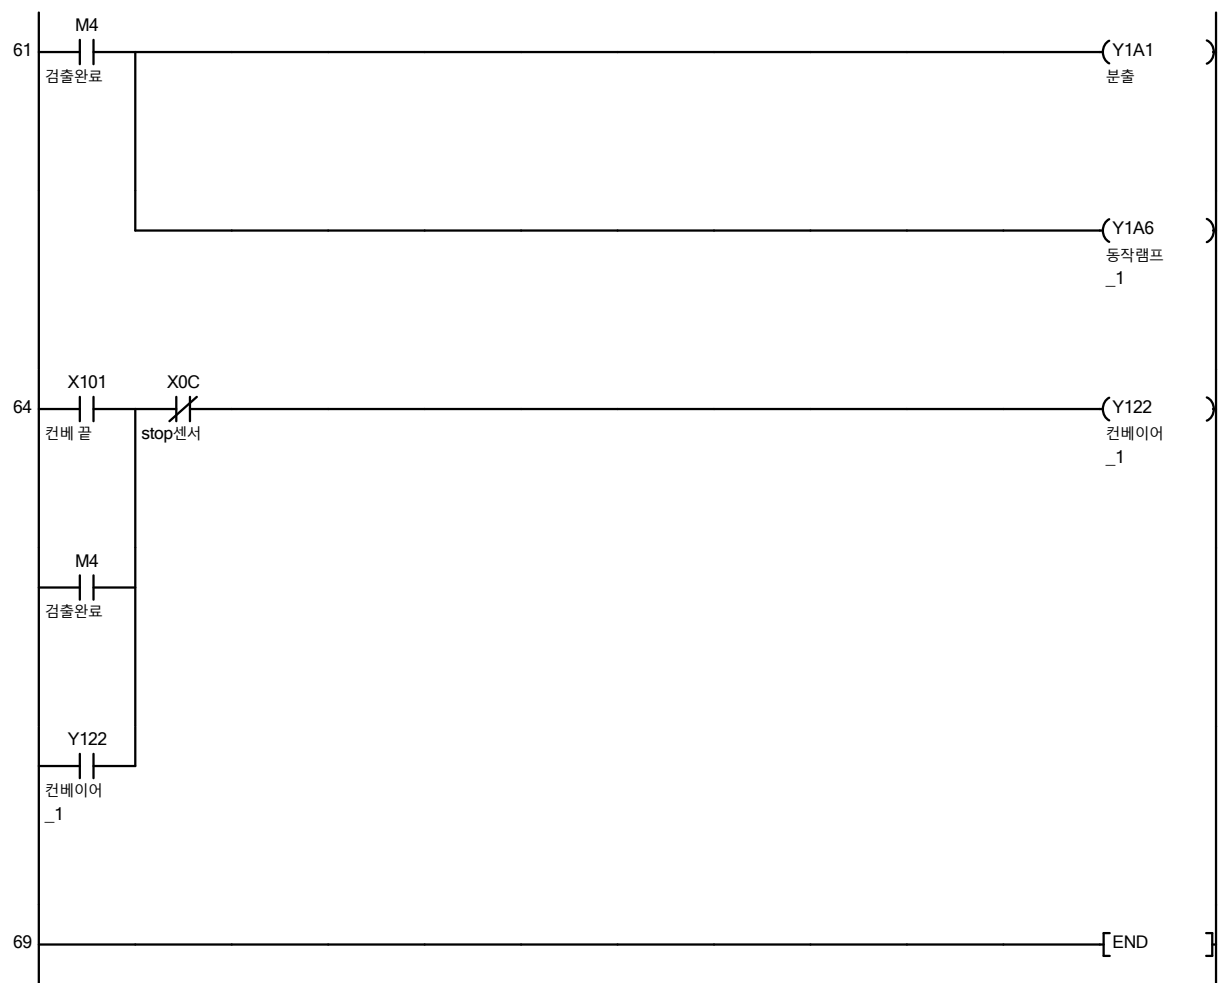 M4
61
Y1A1
검출완료
분출
Y1A6
동작램프
_1
X101
X0C
64
Y122
컨베 끝
stop센서
컨베이어
_1
M4
검출완료
Y122
컨베이어
_1
69
END